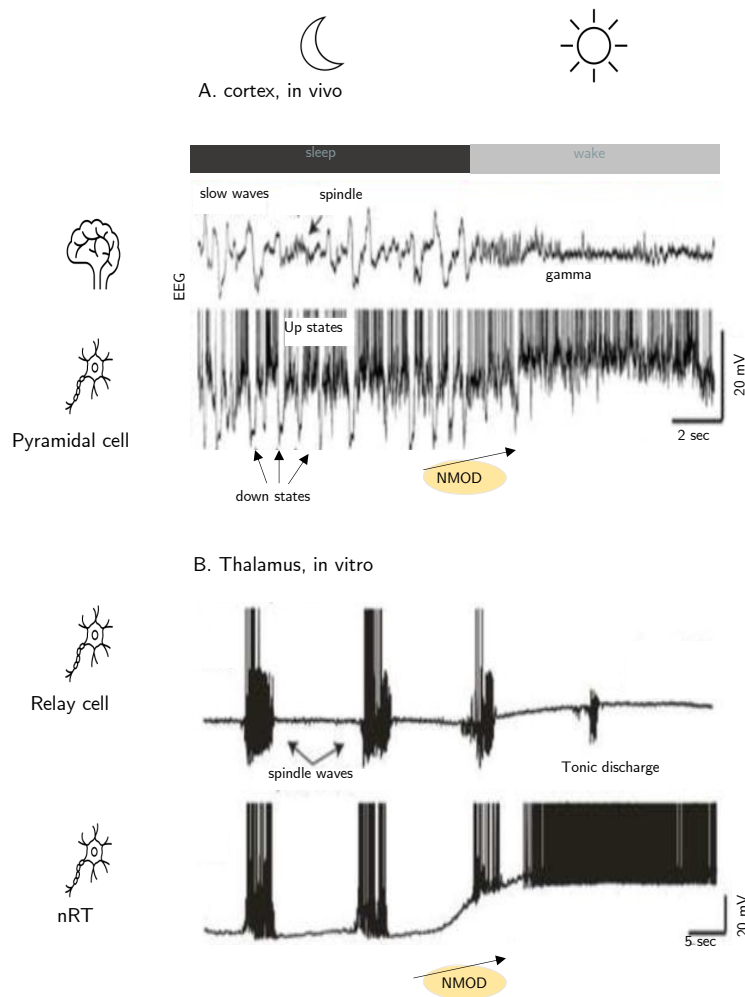 A. cortex, in vivo
sleep
wake
slow waves
spindle
EEG
gamma
Up states
20 mV
2 sec
Pyramidal cell
NMOD
down states
B. Thalamus, in vitro
Relay cell
Tonic discharge
spindle waves
nRT
20 mV
5 sec
NMOD